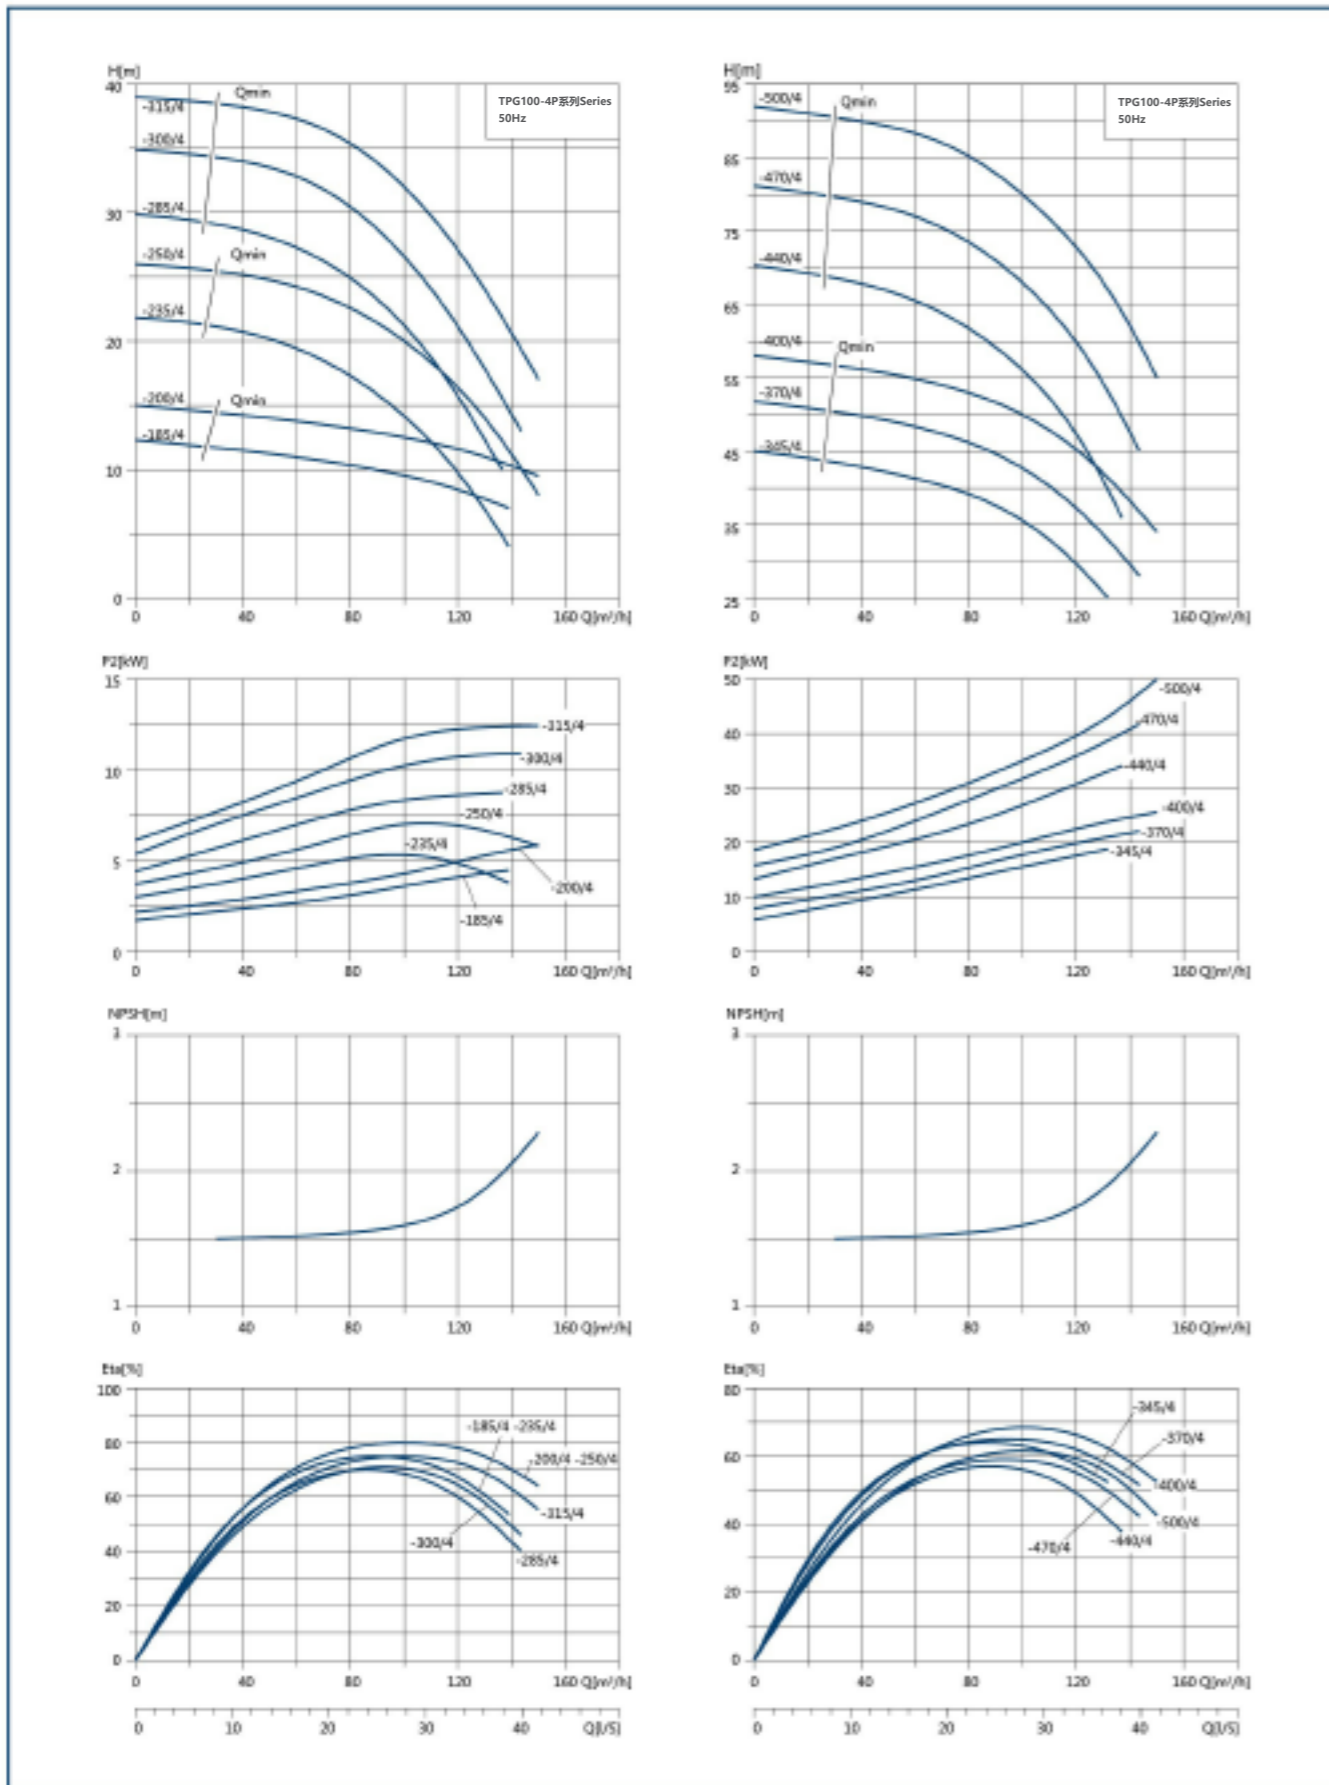 H[m]
40
30
20
10
0
-315/4
-300/4
-285/4
-250/4
-235/4
-200/4
-185/4
Qmin
Qmin
Qmin
TPG100-4P系列Series
50Hz
0 40 80 120 160 Q[m³/h]
H[m]
95
85
75
65
55
45
35
25
-500/4
-470/4
-440/4
-400/4
-370/4
-345/4
Qmin
Qmin
TPG100-4P系列Series
50Hz
0 40 80 120 160 Q[m³/h]
P2[kW]
15
10
5
0
-315/4
-300/4
-285/4
-250/4
-235/4
-200/4
-185/4
0 40 80 120 160 Q[m³/h]
P2[kW]
50
40
30
20
10
0
-500/4
-470/4
-440/4
-400/4
-370/4
-345/4
0 40 80 120 160 Q[m³/h]
NPSH[m]
3
2
1
0 40 80 120 160 Q[m³/h]
NPSH[m]
3
2
1
0 40 80 120 160 Q[m³/h]
Eta[%]
100
80
60
40
20
0
-185/4 -235/4
-200/4 -250/4
-315/4
-300/4
-285/4
0 40 80 120 160 Q[m³/h]
0 10 20 30 40 Q[l/S]
Eta[%]
80
60
40
20
0
-345/4
-370/4
-400/4
-500/4
-440/4
-470/4
0 40 80 120 160 Q[m³/h]
0 10 20 30 40 Q[l/S]